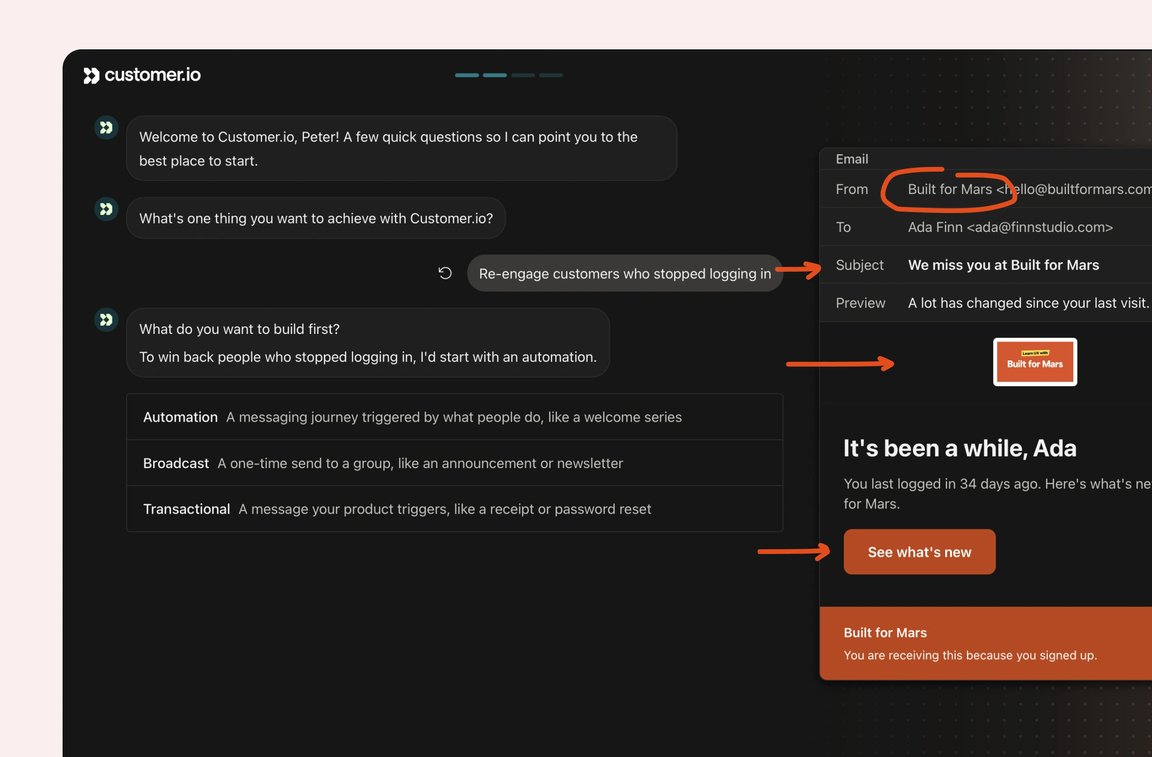 customer.io
Welcome to Customer.io, Peter! A few quick questions so I can point you to the
best place to start.
What's one thing you want to achieve with Customer.io?
Re-engage customers who stopped logging in
What do you want to build first?
To win back people who stopped logging in, I'd start with an automation.
Automation A messaging journey triggered by what people do, like a welcome series
Broadcast A one-time send to a group, like an announcement or newsletter
Transactional A message your product triggers, like a receipt or password reset
Email
From Built for Mars <hello@builtformars.com
To Ada Finn <ada@finnstudio.com>
Subject We miss you at Built for Mars
Preview A lot has changed since your last visit.
Learn UX with
Built for Mars
It's been a while, Ada
You last logged in 34 days ago. Here's what's ne
for Mars.
See what's new
Built for Mars
You are receiving this because you signed up.